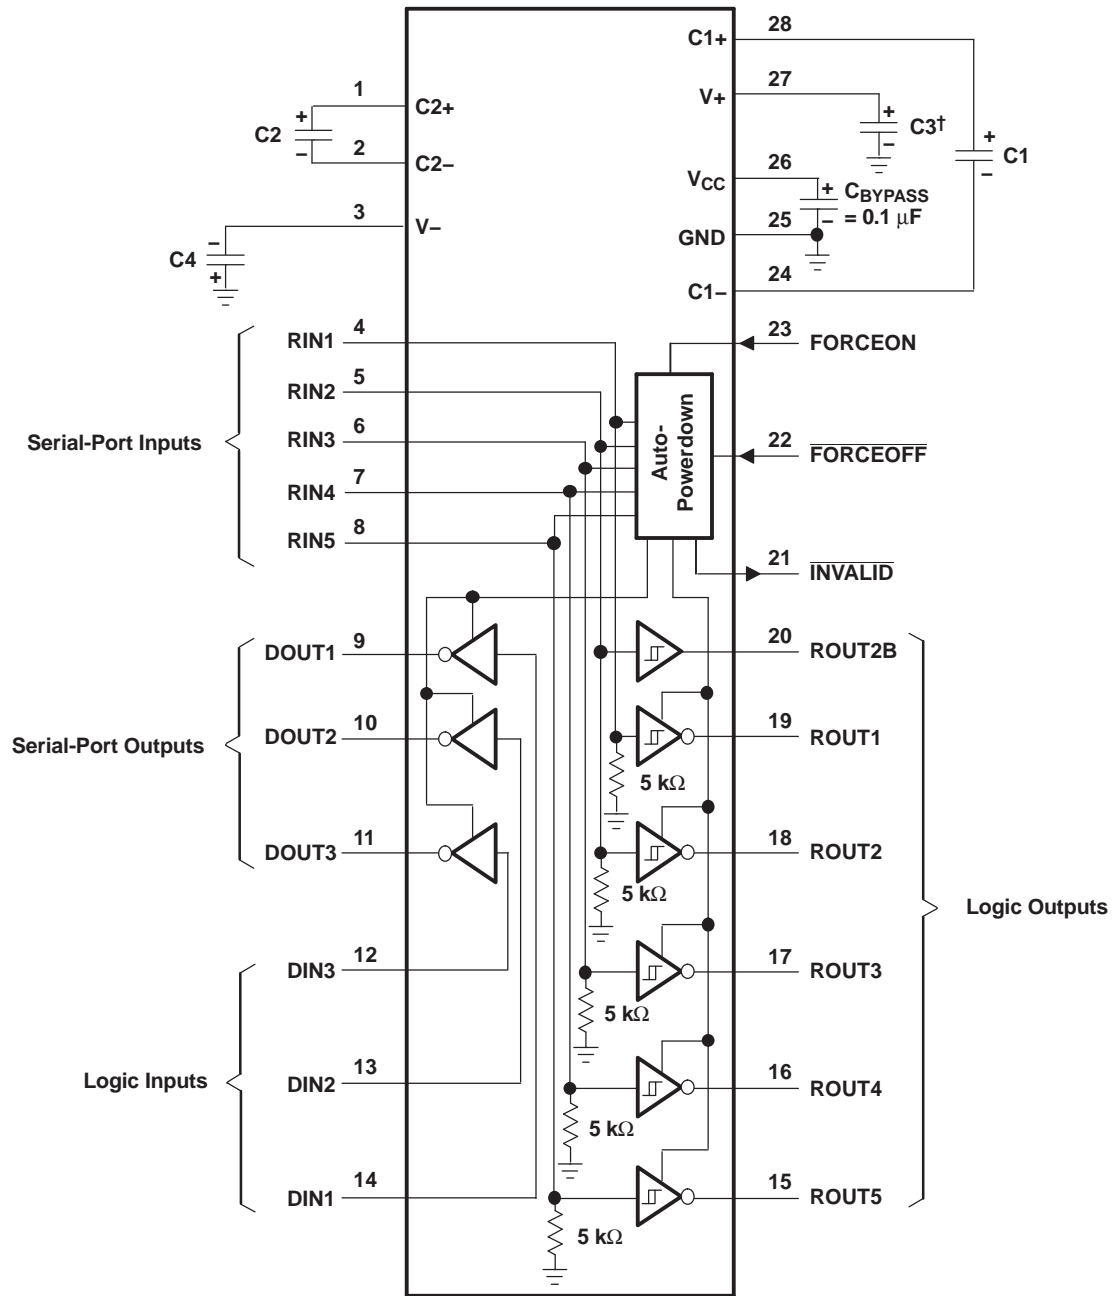 28
C1+
27
V+
C3†
+
−
+
C1
−
1
C2+
C2
+
−
2
C2−
26
VCC
+ CBYPASS
− = 0.1 μF
25
GND
3
V−
−
C4
+
24
C1−
Serial-Port Inputs
RIN1 4
RIN2 5
RIN3 6
RIN4 7
RIN5 8
Auto-
Powerdown
23 FORCEON
22 FORCEOFF
21 INVALID
Serial-Port Outputs
DOUT1 9
DOUT2 10
DOUT3 11
20 ROUT2B
19 ROUT1
5 kΩ
18 ROUT2
5 kΩ
17 ROUT3
5 kΩ
16 ROUT4
5 kΩ
15 ROUT5
5 kΩ
Logic Outputs
Logic Inputs
DIN3 12
DIN2 13
DIN1 14